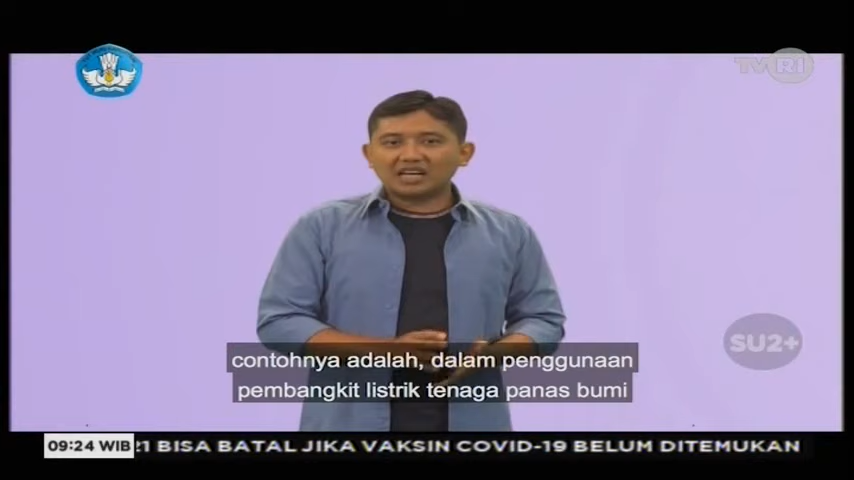 TVRI
contohnya adalah, dalam penggunaan
pembangkit listrik tenaga panas bumi
SU2+
09:24 WIB 21 BISA BATAL JIKA VAKSIN COVID-19 BELUM DITEMUKAN